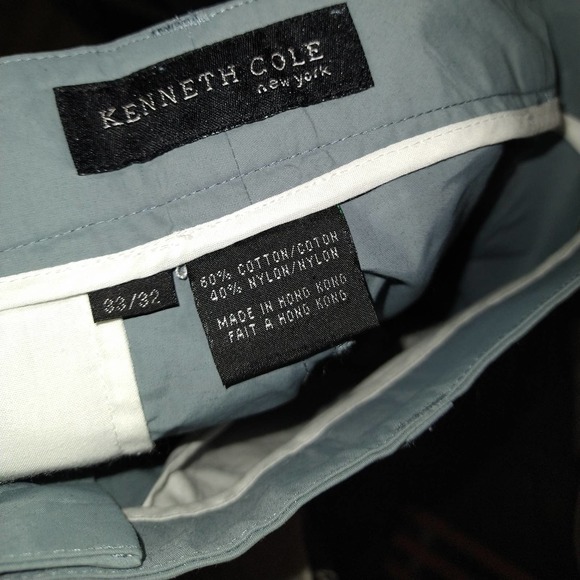 KENNETH COLE
new york
33/32
60% COTTON/COTON
40% NYLON/NYLON
MADE IN HONG KONG
FAIT A HONG KONG